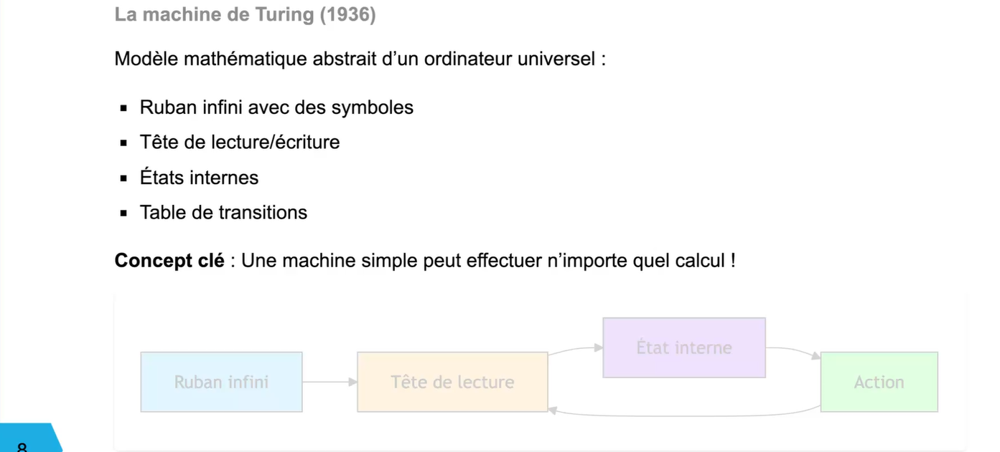 La machine de Turing (1936)
Modèle mathématique abstrait d’un ordinateur universel :
▪ Ruban infini avec des symboles
▪ Tête de lecture/écriture
▪ États internes
▪ Table de transitions
Concept clé : Une machine simple peut effectuer n’importe quel calcul !
Ruban infini
Tête de lecture
État interne
Action
8